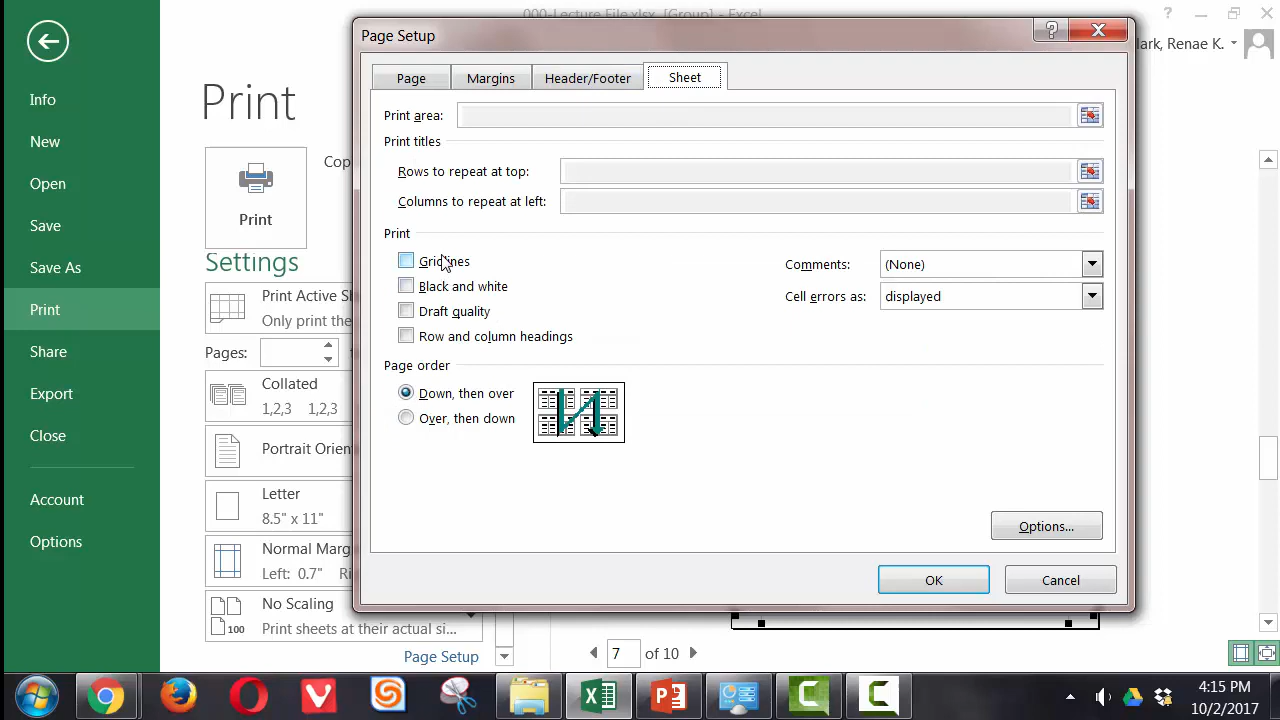 000-Lecture File.xlsx [Group] - Excel
Page Setup
?
lark, Renae K.
Info
New
Open
Save
Save As
Print
Share
Export
Close
Account
Options
Print
Print
Cop
Settings
Print Active Sh
Only print the
Pages:
Collated
1,2,3 1,2,3
Portrait Orien
Letter
8.5" x 11"
Normal Marg
Left: 0.7" Ri
No Scaling
Print sheets at their actual si...
100
Page Setup
Page
Margins
Header/Footer
Sheet
Print area:
Print titles
Rows to repeat at top:
Columns to repeat at left:
Print
Gridlines
Black and white
Draft quality
Row and column headings
Comments: (None)
Cell errors as: displayed
Page order
Down, then over
Over, then down
Options...
OK
Cancel
7 of 10
4:15 PM
10/2/2017